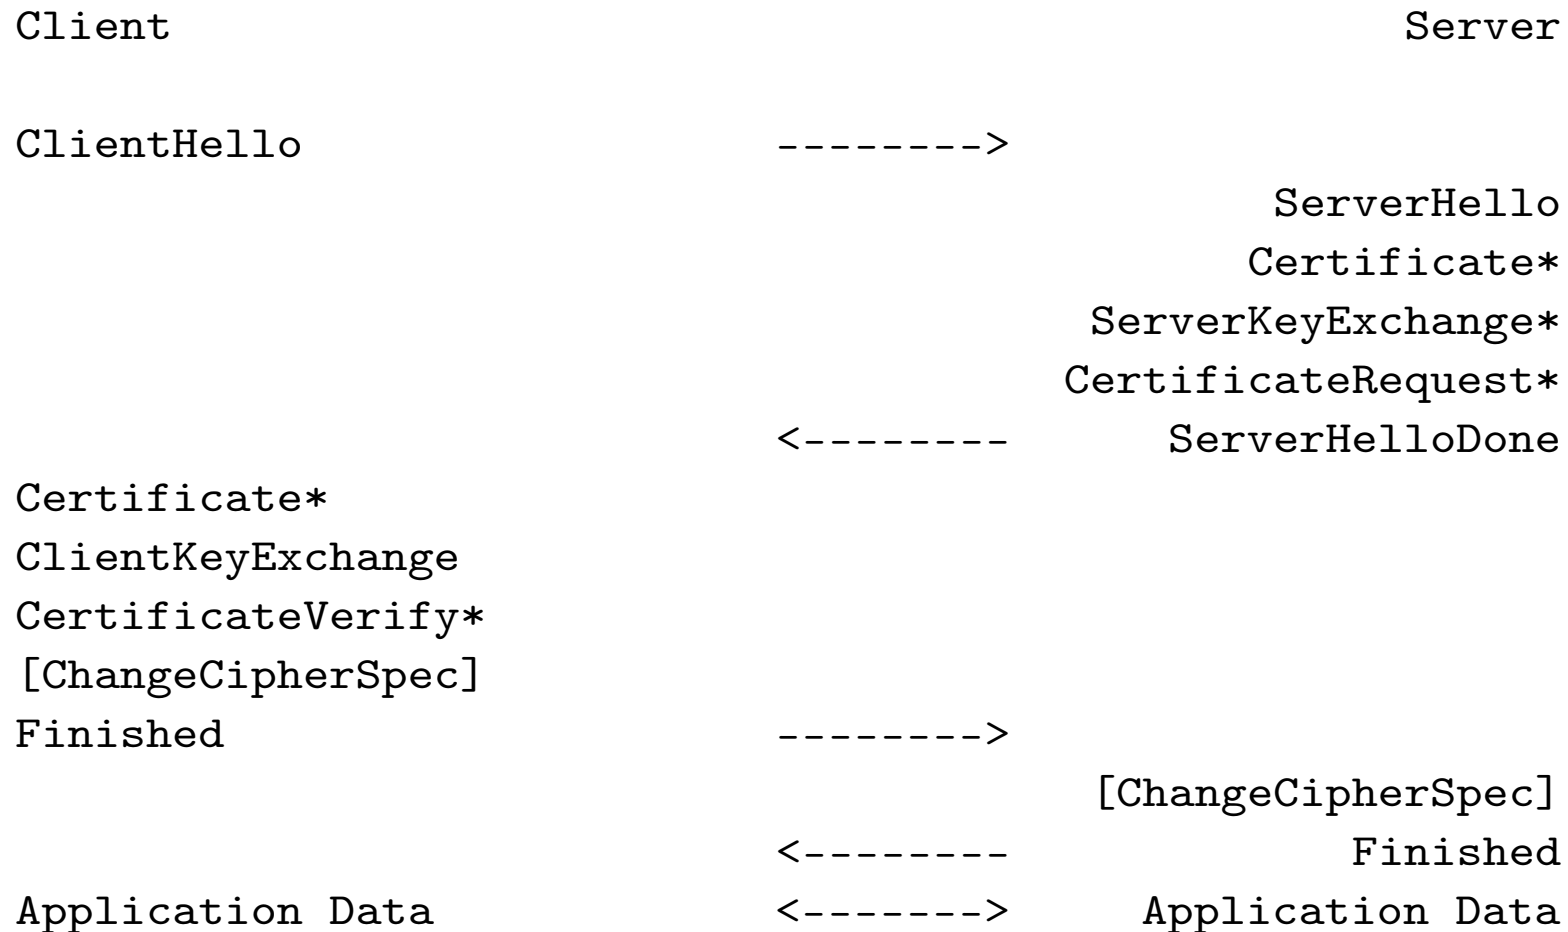 Client                                                       Server

ClientHello                  -------->
                                                  ServerHello
                                                 Certificate*
                                           ServerKeyExchange*
                                          CertificateRequest*
                             <--------      ServerHelloDone
Certificate*
ClientKeyExchange
CertificateVerify*
[ChangeCipherSpec]
Finished                     -------->
                                           [ChangeCipherSpec]
                             <--------             Finished
Application Data             <------->     Application Data